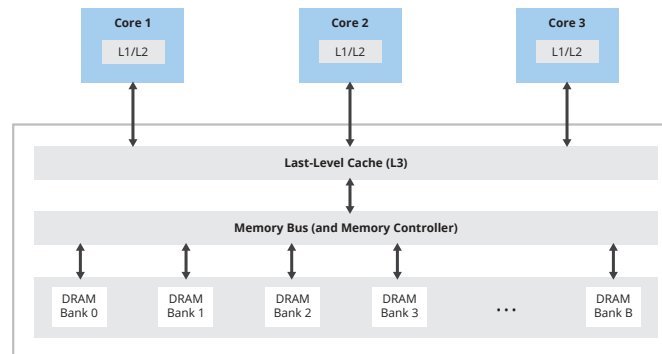 Core 1
Core 2
Core 3
L1/L2
L1/L2
L1/L2
Last-Level Cache (L3)
Memory Bus (and Memory Controller)
DRAM
Bank 0
DRAM
Bank 1
DRAM
Bank 2
DRAM
Bank 3
...
DRAM
Bank B